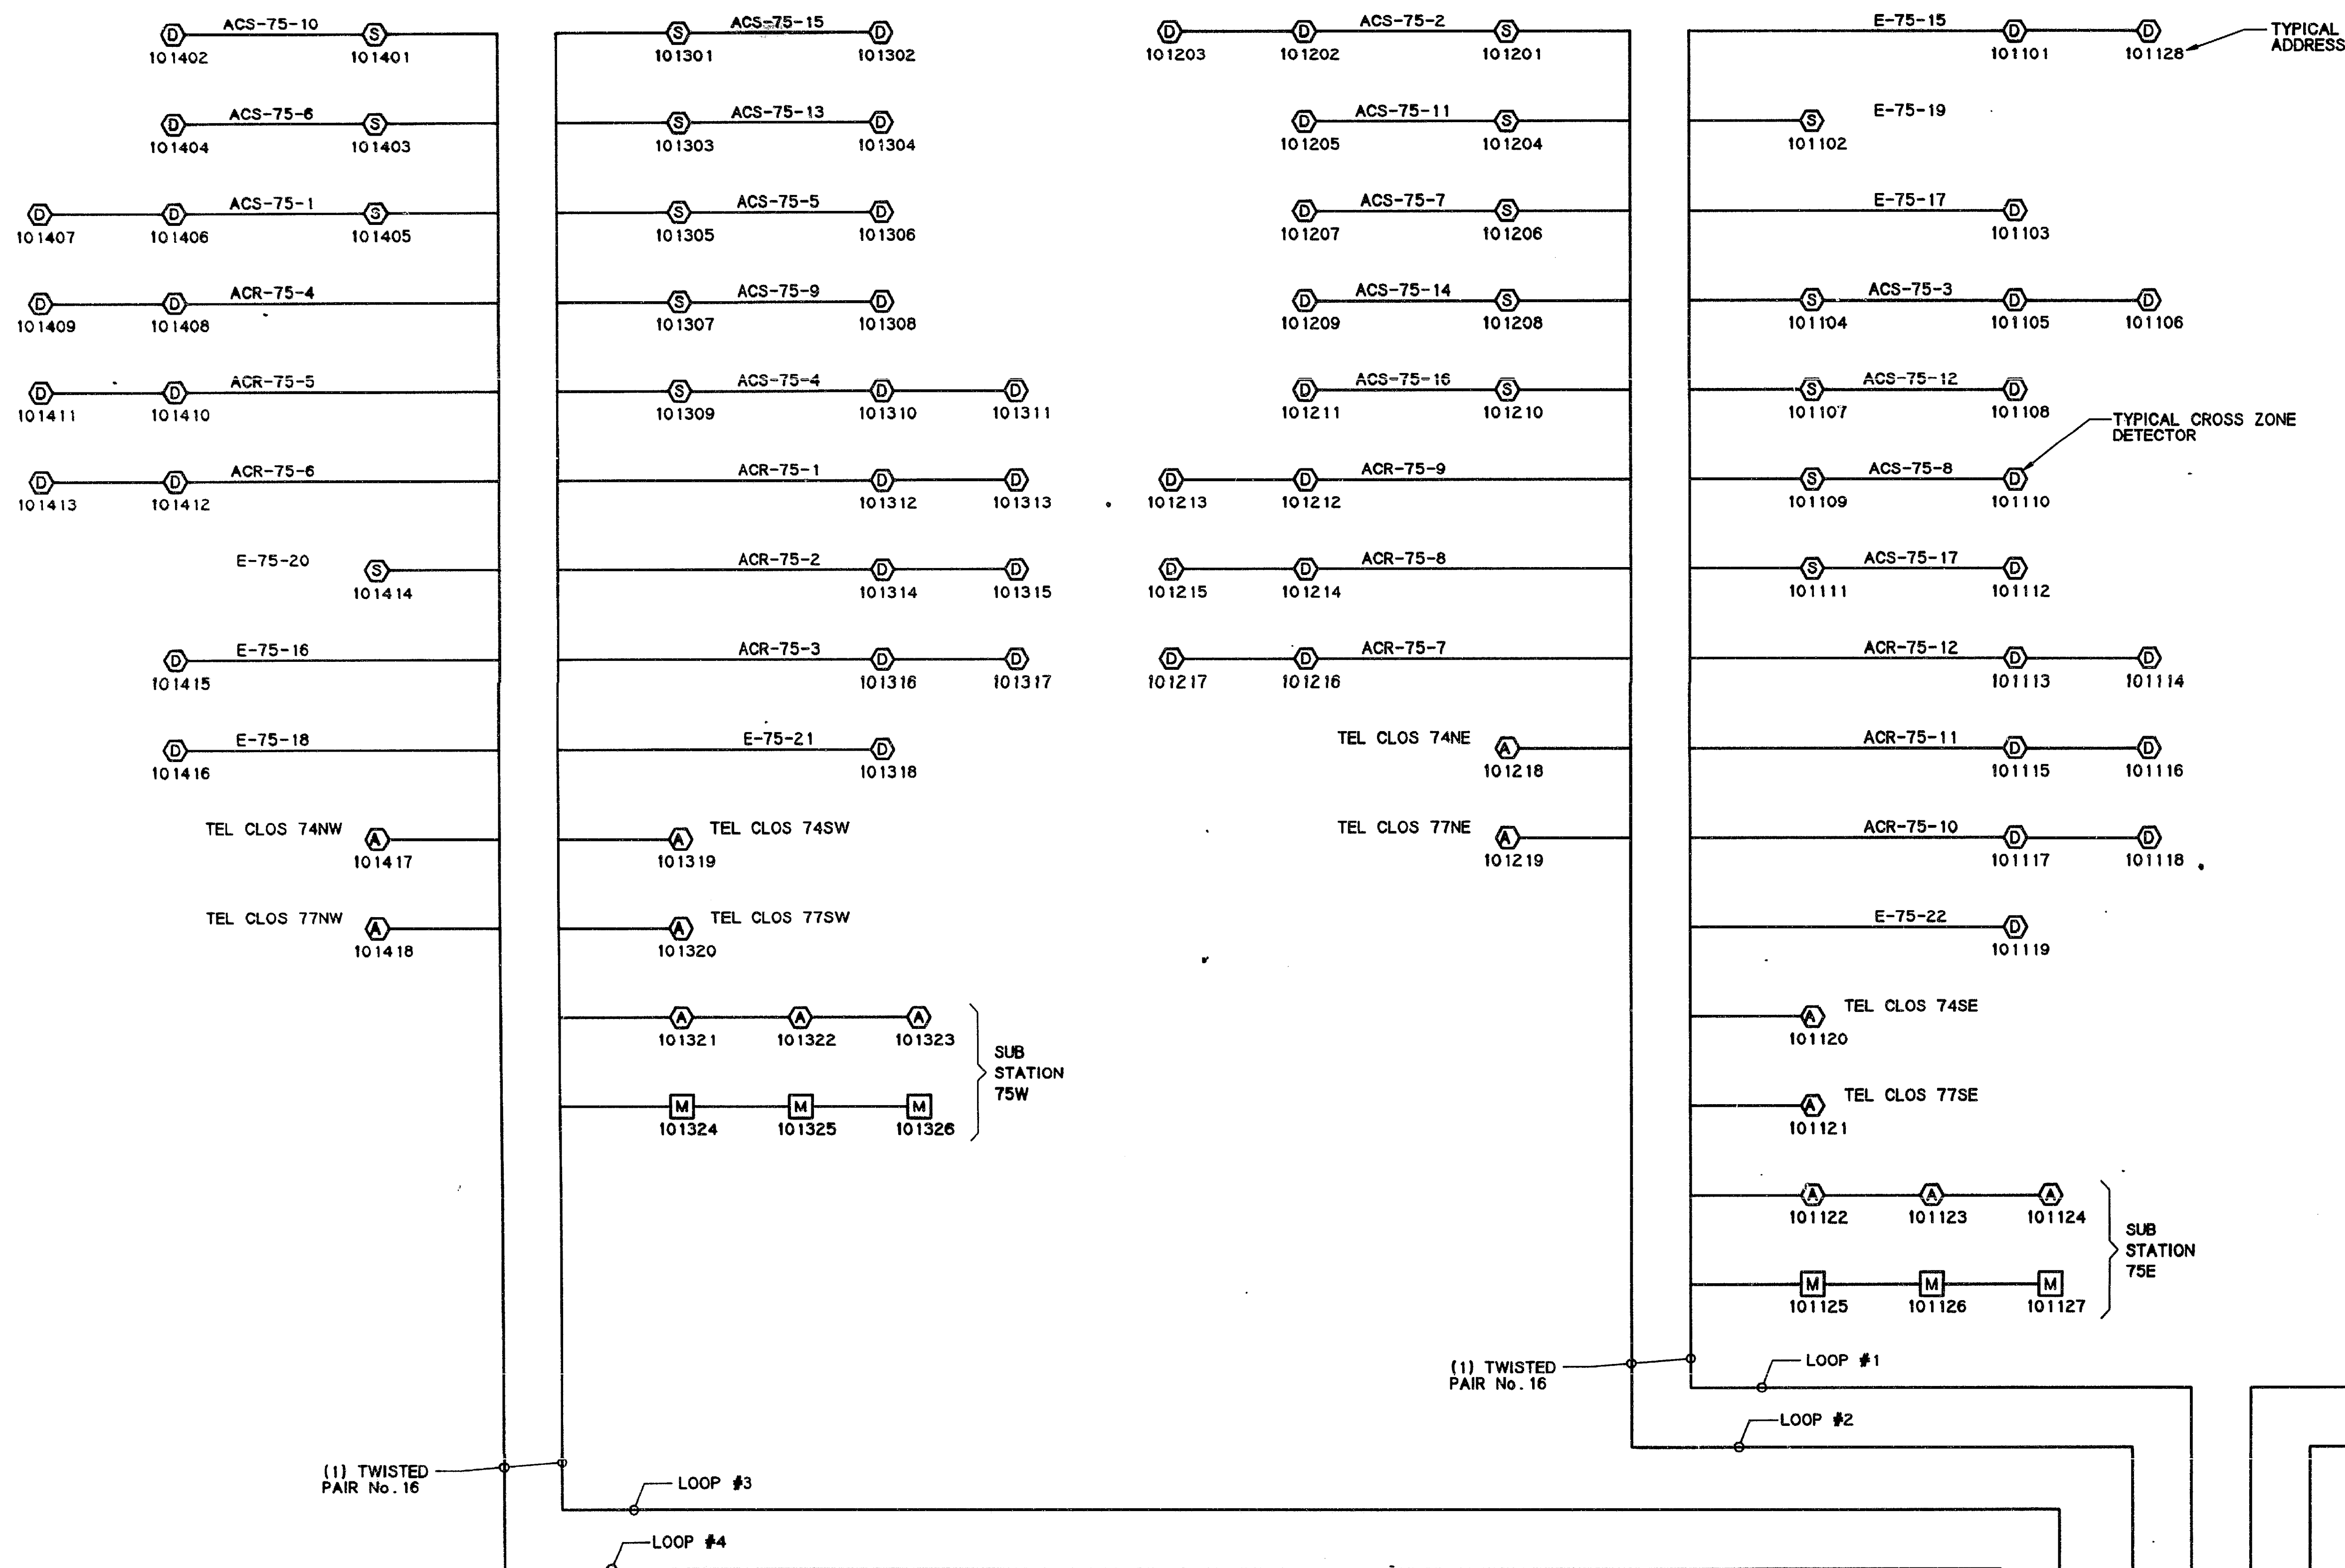 ACS-75-10
D S
101402 101401
ACS-75-6
D S
101404 101403
ACS-75-1
D D S
101407 101406 101405
ACR-75-4
D D
101409 101408
ACR-75-5
D D
101411 101410
ACR-75-6
D D
101413 101412
E-75-20
S
101414
E-75-16
D
101415
E-75-18
D
101416
TEL CLOS 74NW
A
101417
TEL CLOS 77NW
A
101418
ACS-75-15
S D
101301 101302
ACS-75-13
S D
101303 101304
ACS-75-5
S D
101305 101306
ACS-75-9
S D
101307 101308
ACS-75-4
S D D
101309 101310 101311
ACR-75-1
D D
101312 101313
ACR-75-2
D D
101314 101315
ACR-75-3
D D
101316 101317
E-75-21
D
101318
TEL CLOS 74SW
A
101319
TEL CLOS 77SW
A
101320
A A A
101321 101322 101323
M M M
101324 101325 101326
SUB
STATION
75W
(1) TWISTED
PAIR No. 16
LOOP #3
LOOP #4
ACS-75-2
D D S
101203 101202 101201
ACS-75-11
D S
101205 101204
ACS-75-7
D S
101207 101206
ACS-75-14
D S
101209 101208
ACS-75-16
D S
101211 101210
ACR-75-9
D D
101213 101212
ACR-75-8
D D
101215 101214
ACR-75-7
D D
101217 101216
TEL CLOS 74NE
A
101218
TEL CLOS 77NE
A
101219
E-75-15
D D
101101 101128
TYPICAL
ADDRESS
E-75-19
S
101102
E-75-17
D
101103
ACS-75-3
S D D
101104 101105 101106
ACS-75-12
S D
101107 101108
TYPICAL CROSS ZONE
DETECTOR
ACS-75-8
S D
101109 101110
ACS-75-17
S D
101111 101112
ACR-75-12
D D
101113 101114
ACR-75-11
D D
101115 101116
ACR-75-10
D D
101117 101118
E-75-22
D
101119
TEL CLOS 74SE
A
101120
TEL CLOS 77SE
A
101121
A A A
101122 101123 101124
M M M
101125 101126 101127
SUB
STATION
75E
(1) TWISTED
PAIR No. 16
LOOP #1
LOOP #2